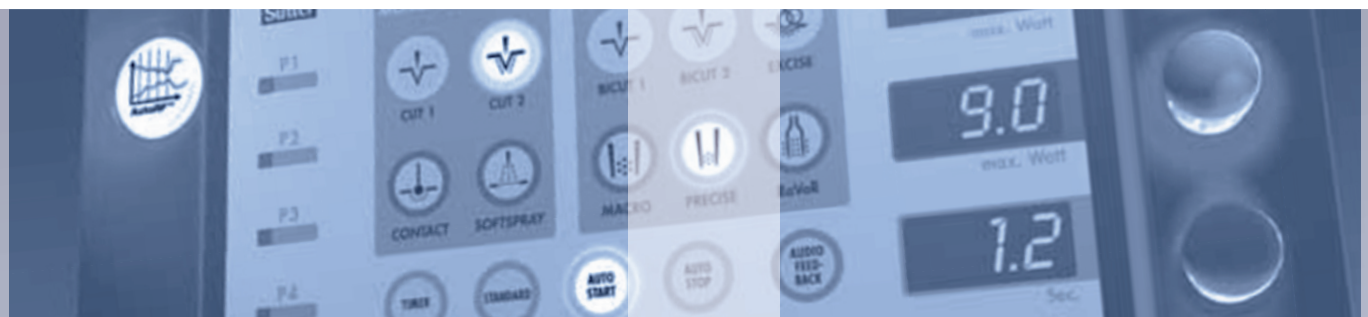 Sutter
P1
P2
P3
P4
CUT 1
CUT 2
BICUT 1
BICUT 2
EXCISE
CONTACT
SOFTSPRAY
MACRO
PRECISE
RaVoR
TIMER
STANDARD
AUTO
START
AUTO
STOP
AUDIO
FEED-
BACK
max. Watt
9.0
max. Watt
1.2
Sec.